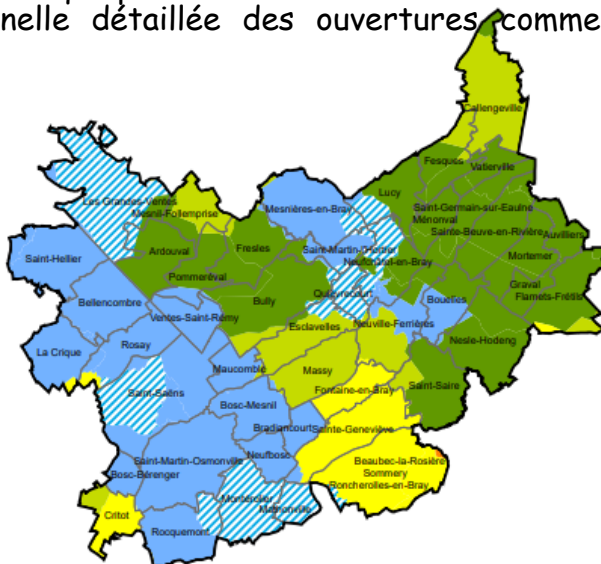 nelle détaillée des ouvertures comme
Callengeville
Fesques
Vatierville
Lucy
Saint-Germain-sur-Eaulne
Ménonval
Sainte-Beuve-en-Rivière
Auvilliers
Mortemer
Graval
Flamets-Frétils
Les Grandes-Ventes
Mesnil-Follemprise
Mesnières-en-Bray
Saint-Hellier
Ardouval
Fresles
Saint-Martin-l'Hortier
Neufchâtel-en-Bray
Pommeréval
Quièvrecourt
Bellencombre
Bully
Bouelles
Ventes-Saint-Rémy
Esclavelles
Neuville-Ferrières
Rosay
Nesle-Hodeng
La Crique
Maucomble
Massy
Saint-Saëns
Fontaine-en-Bray
Saint-Saire
Bosc-Mesnil
Bradiancourt
Sainte-Geneviève
Saint-Martin-Osmonville
Neufbosc
Beaubec-la-Rosière
Bosc-Bérenger
Sommery
Roncherolles-en-Bray
Montérolier
Mathonville
Critot
Rocquemont